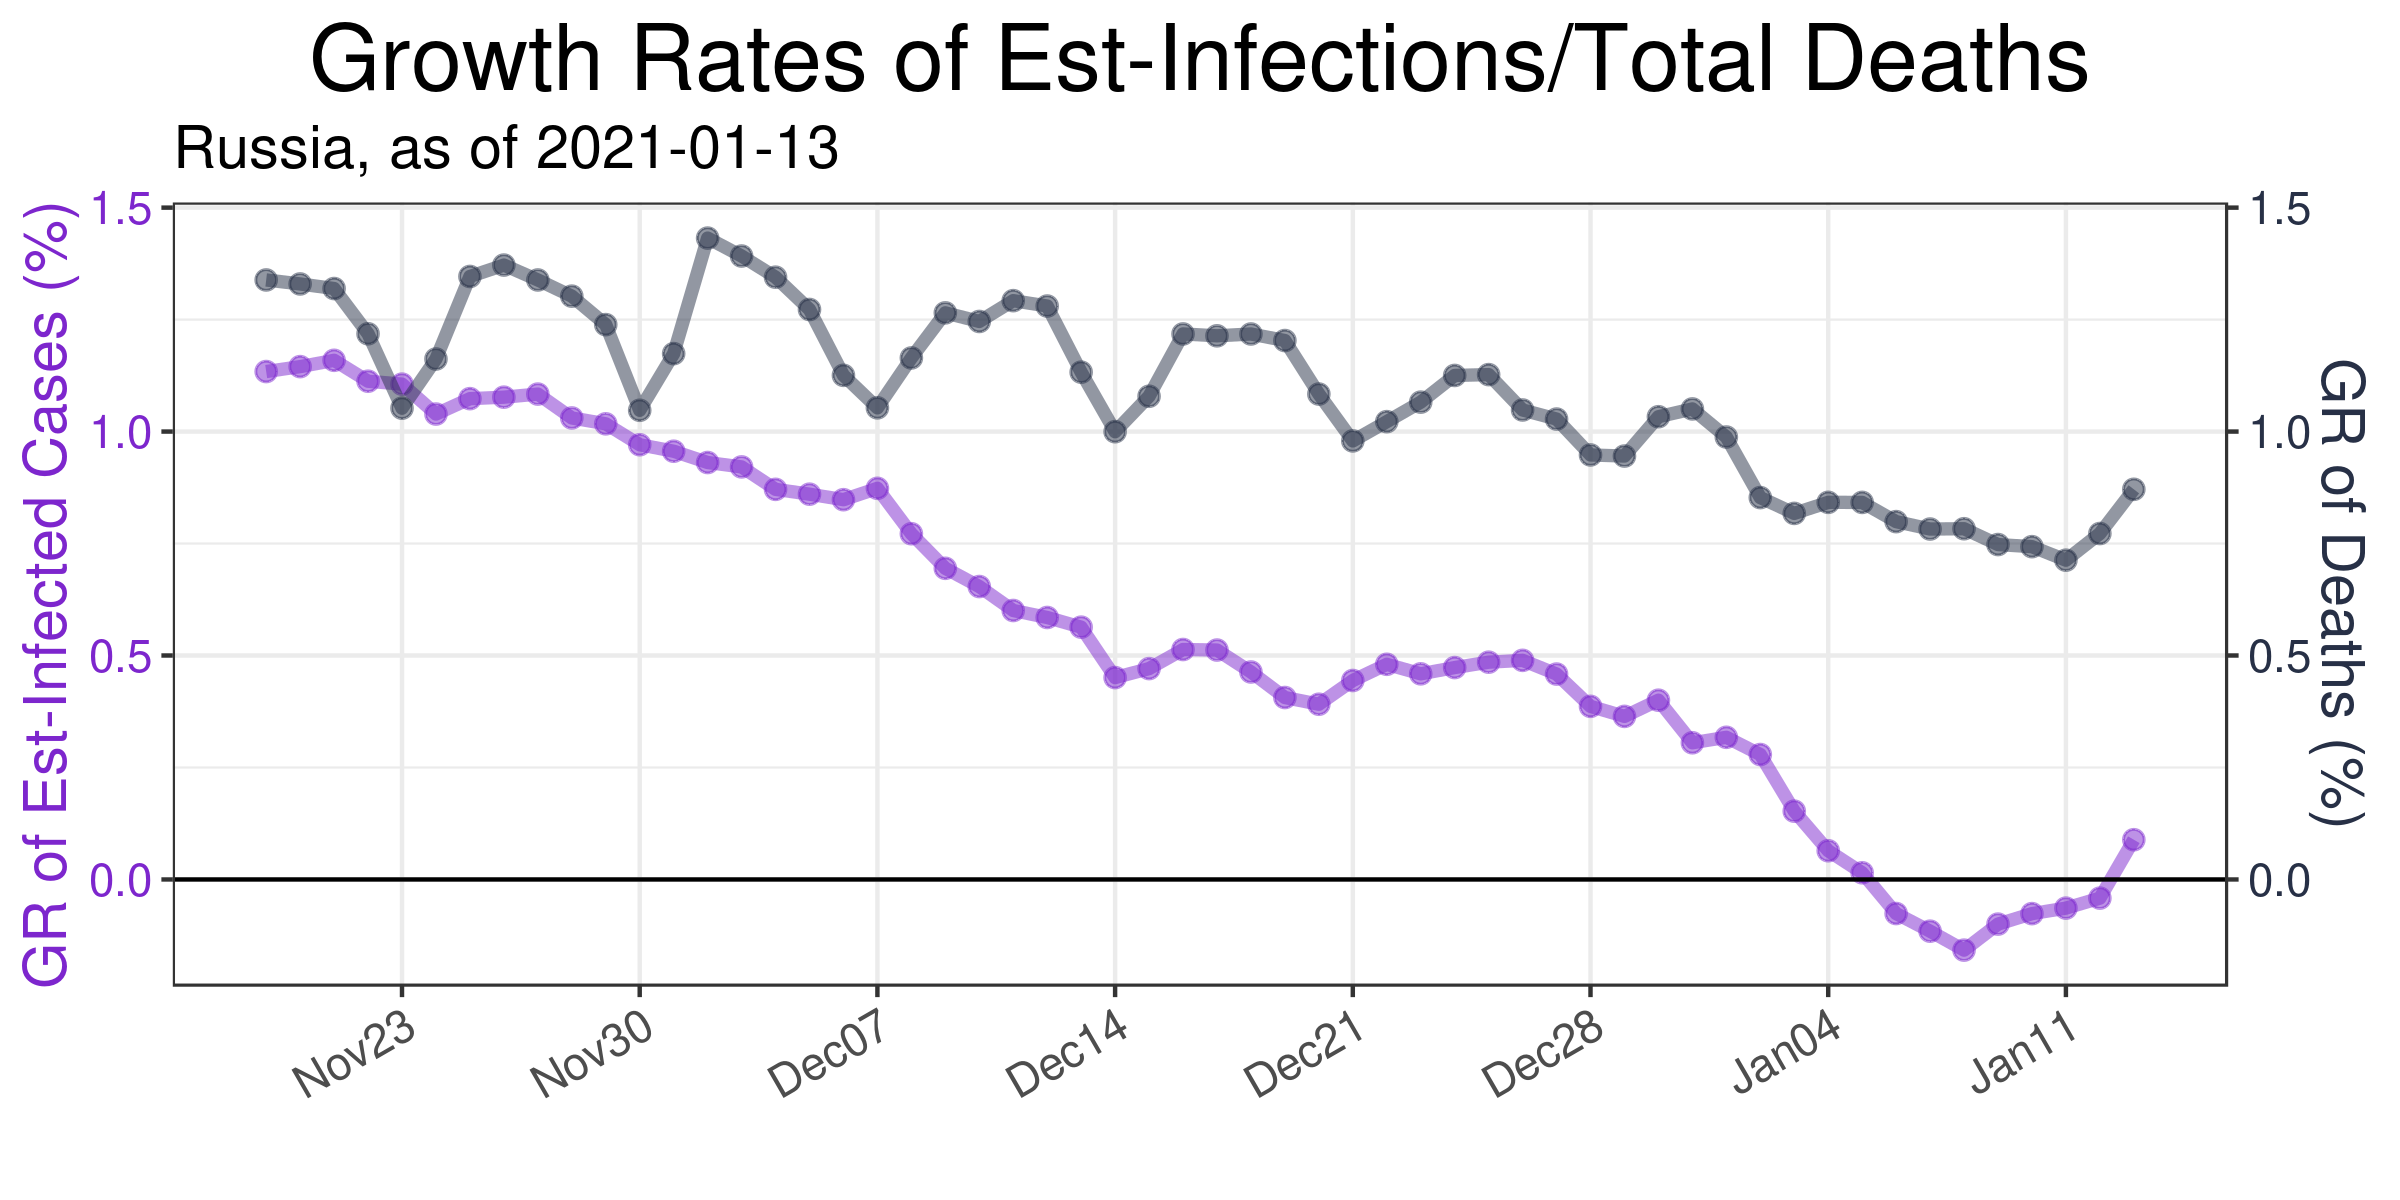 Growth Rates of Est-Infections/Total Deaths
Russia, as of 2021-01-13
GR of Est-Infected Cases (%)
1.5
1.0
0.5
0.0
1.5
1.0
0.5
0.0
GR of Deaths (%)
Nov23
Nov30
Dec07
Dec14
Dec21
Dec28
Jan04
Jan11